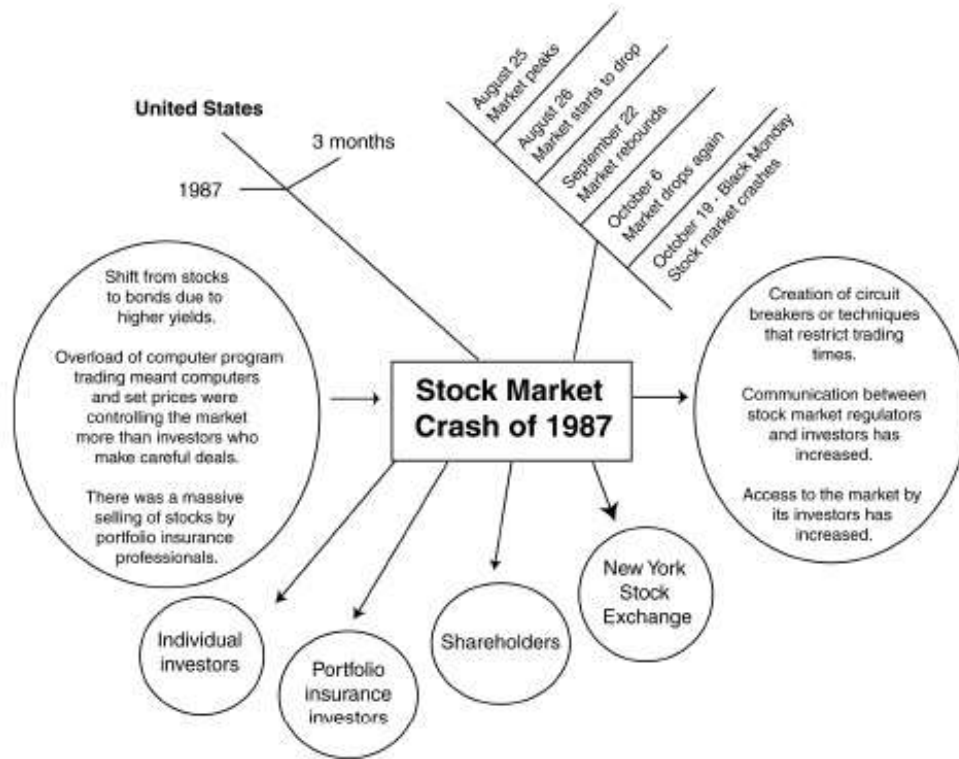 United States
3 months
1987
August 25
Market peaks
August 26
Market starts to drop
September 22
Market rebounds
October 6
Market drops again
October 19 - Black Monday
Stock market crashes
Shift from stocks
to bonds due to
higher yields.
Overload of computer program
trading meant computers
and set prices were
controlling the market
more than investors who
make careful deals.
There was a massive
selling of stocks by
portfolio insurance
professionals.
Stock Market
Crash of 1987
Creation of circuit
breakers or techniques
that restrict trading
times.
Communication between
stock market regulators
and investors has
increased.
Access to the market by
its investors has
increased.
Individual
investors
Portfolio
insurance
investors
Shareholders
New York
Stock
Exchange